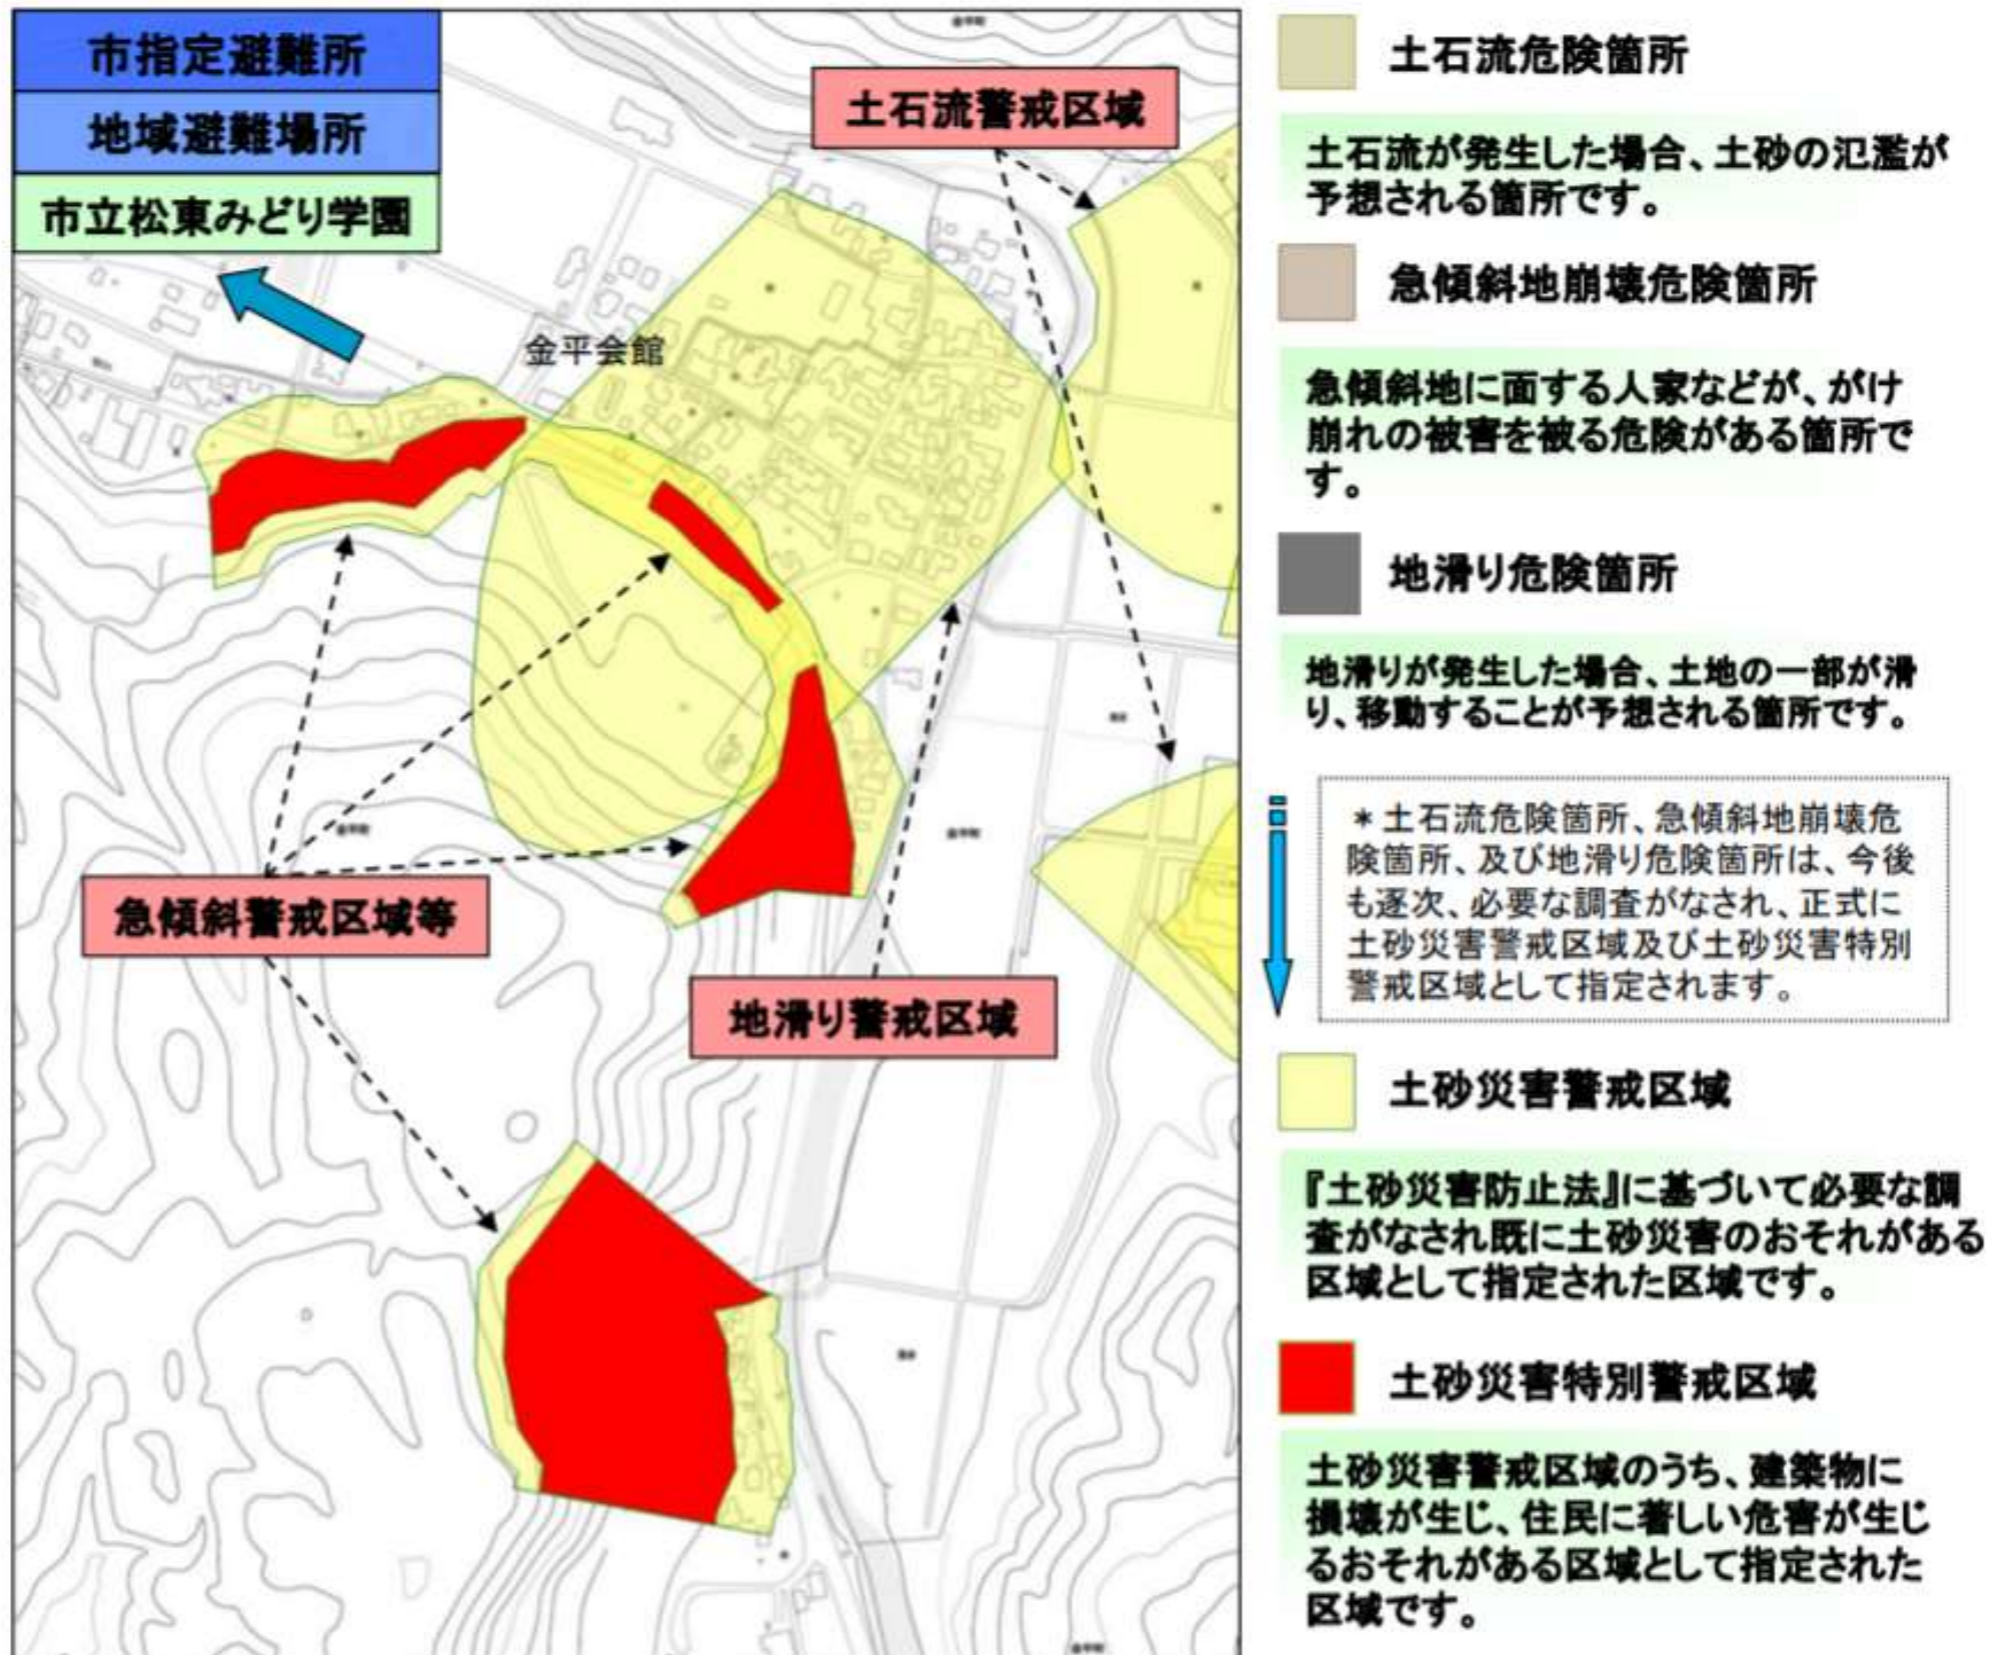 市指定避難所
地域避難場所
市立松東みどり学園
土石流警戒区域
金平会館
急傾斜警戒区域等
地滑り警戒区域
金平町
金平町
土石流危険箇所
土石流が発生した場合、土砂の氾濫が
予想される箇所です。
急傾斜地崩壊危険箇所
急傾斜地に面する人家などが、がけ
崩れの被害を被る危険がある箇所で
す。
地滑り危険箇所
地滑りが発生した場合、土地の一部が滑
り、移動することが予想される箇所です。
＊土石流危険箇所、急傾斜地崩壊危
険箇所、及び地滑り危険箇所は、今後
も逐次、必要な調査がなされ、正式に
土砂災害警戒区域及び土砂災害特別
警戒区域として指定されます。
土砂災害警戒区域
『土砂災害防止法』に基づいて必要な調
査がなされ既に土砂災害のおそれがある
区域として指定された区域です。
土砂災害特別警戒区域
土砂災害警戒区域のうち、建築物に
損壊が生じ、住民に著しい危害が生じ
るおそれがある区域として指定された
区域です。